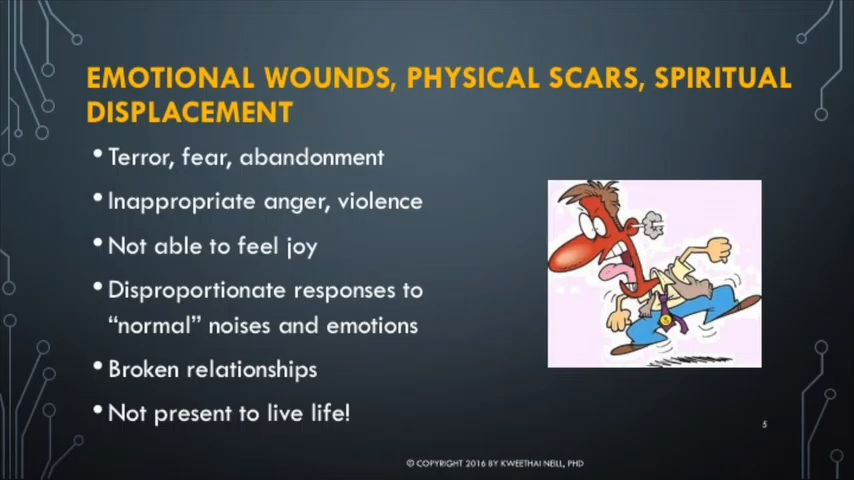 EMOTIONAL WOUNDS, PHYSICAL SCARS, SPIRITUAL
DISPLACEMENT
• Terror, fear, abandonment
• Inappropriate anger, violence
• Not able to feel joy
• Disproportionate responses to
“normal” noises and emotions
• Broken relationships
• Not present to live life!
5
© COPYRIGHT 2016 BY KWEETHAI NEILL, PHD